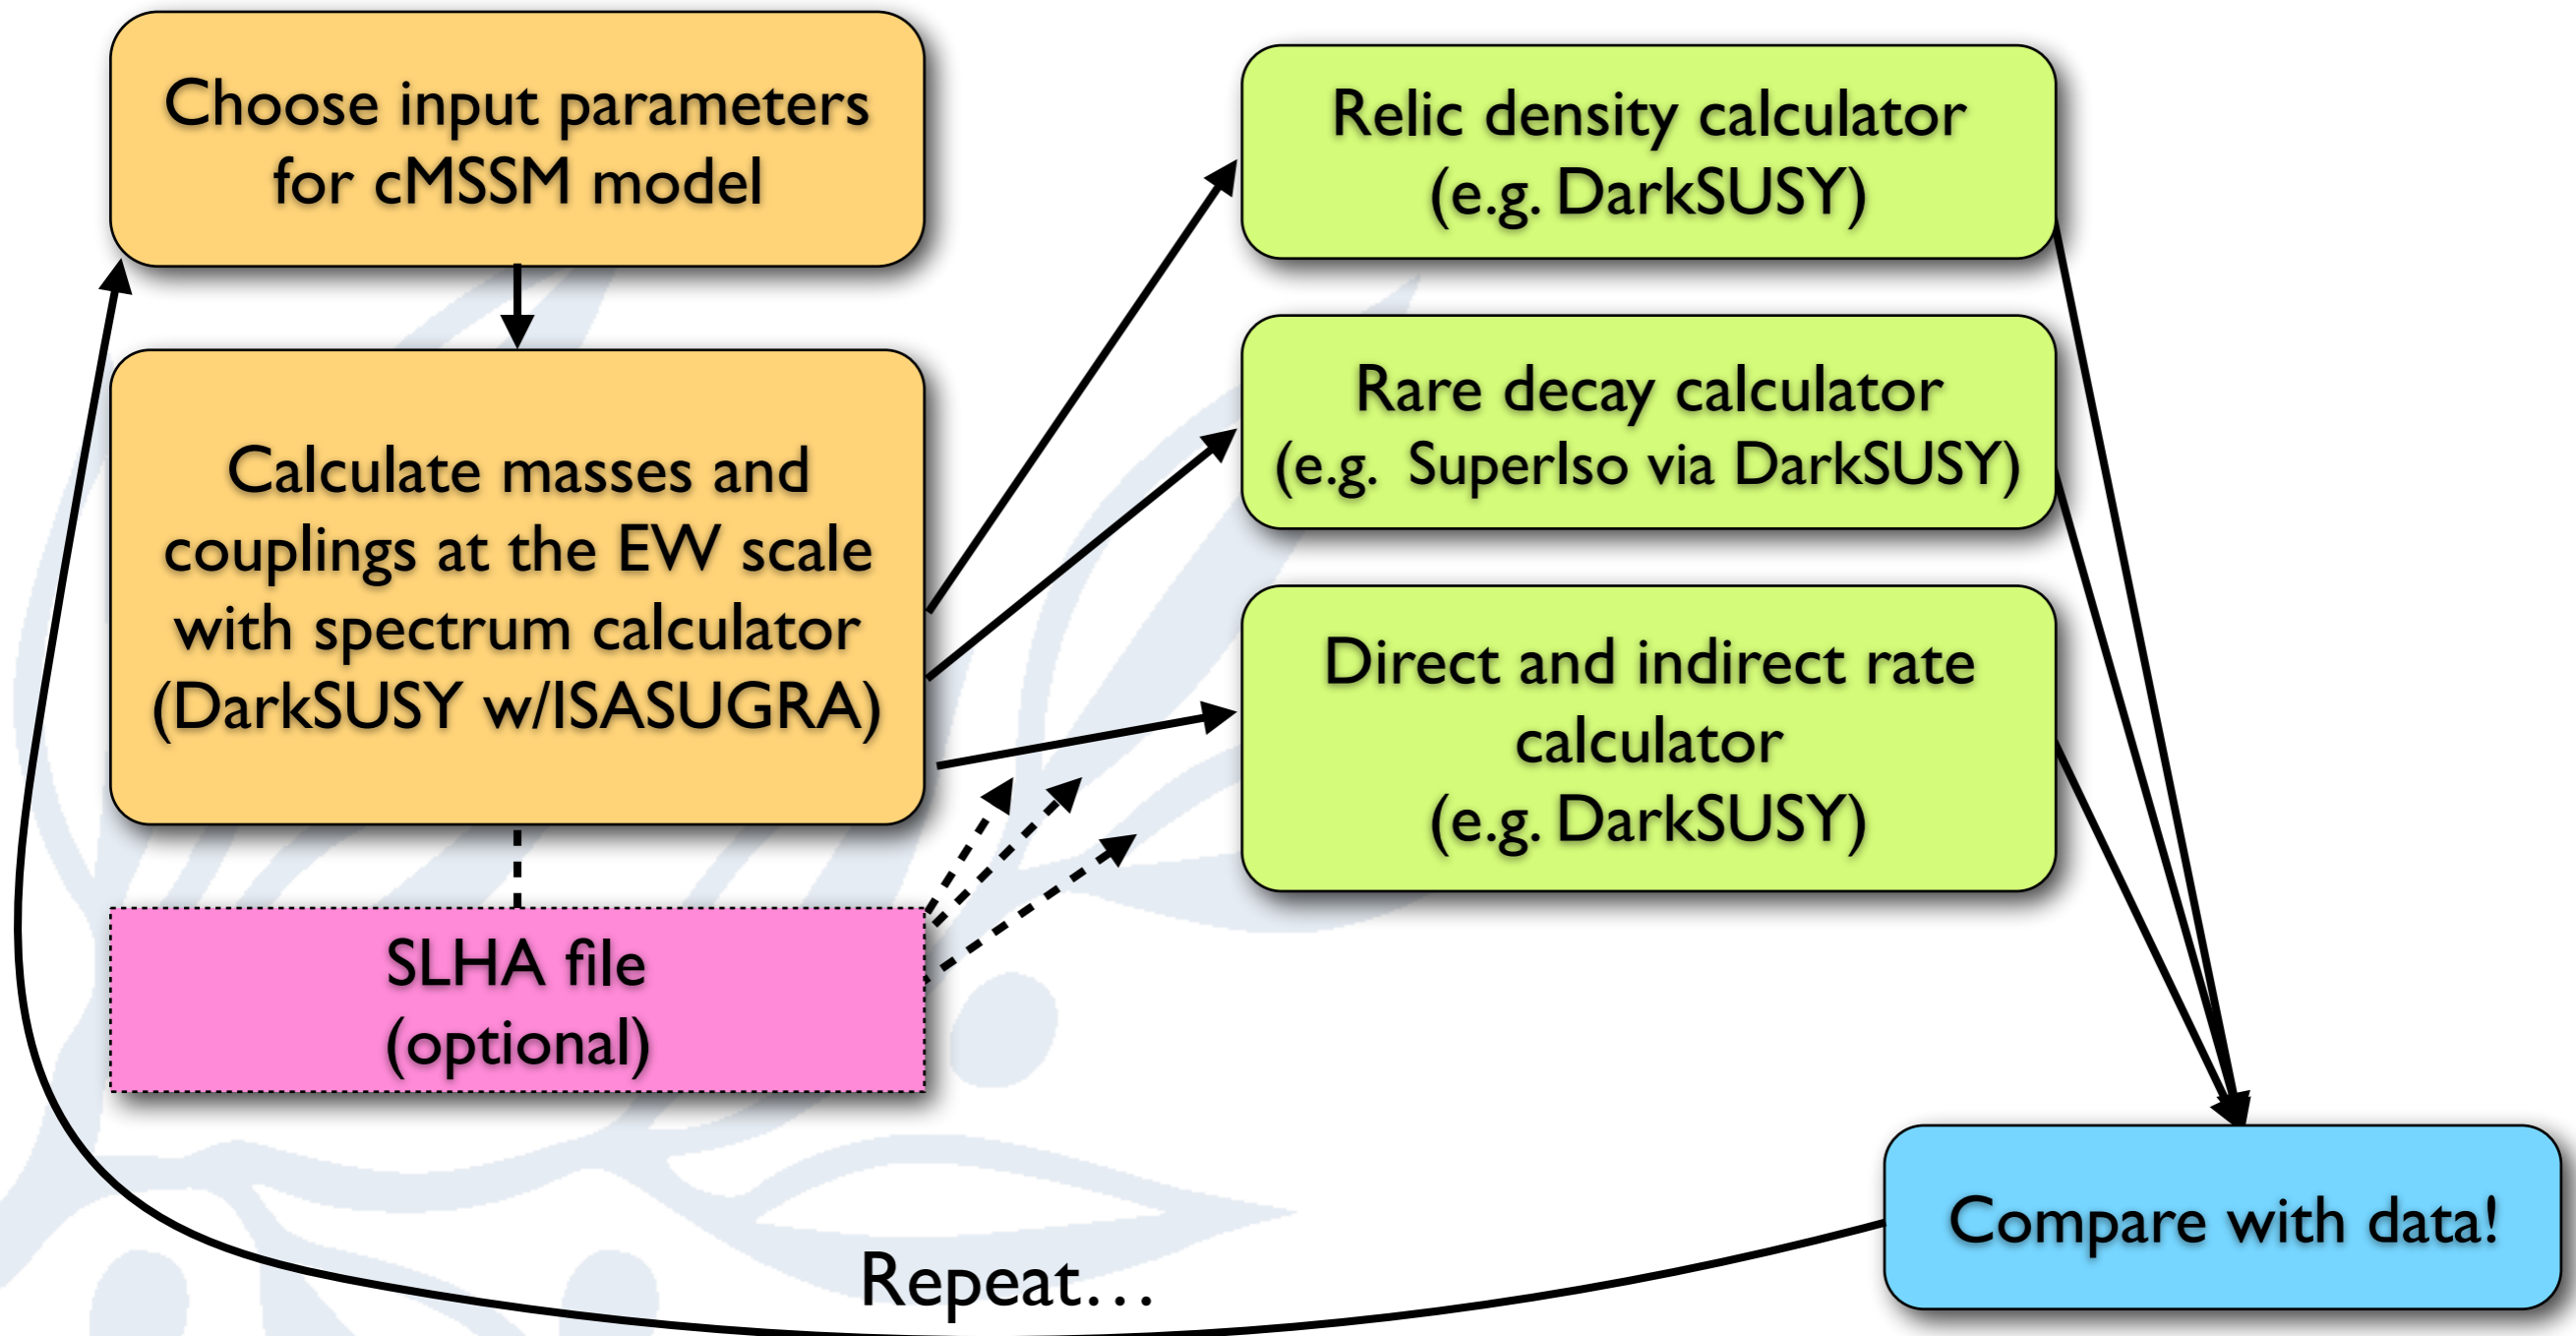 Choose input parameters
for cMSSM model
Calculate masses and
couplings at the EW scale
with spectrum calculator
(DarkSUSY w/ISASUGRA)
SLHA file
(optional)
Relic density calculator
(e.g. DarkSUSY)
Rare decay calculator
(e.g. SuperIso via DarkSUSY)
Direct and indirect rate
calculator
(e.g. DarkSUSY)
Compare with data!
Repeat…